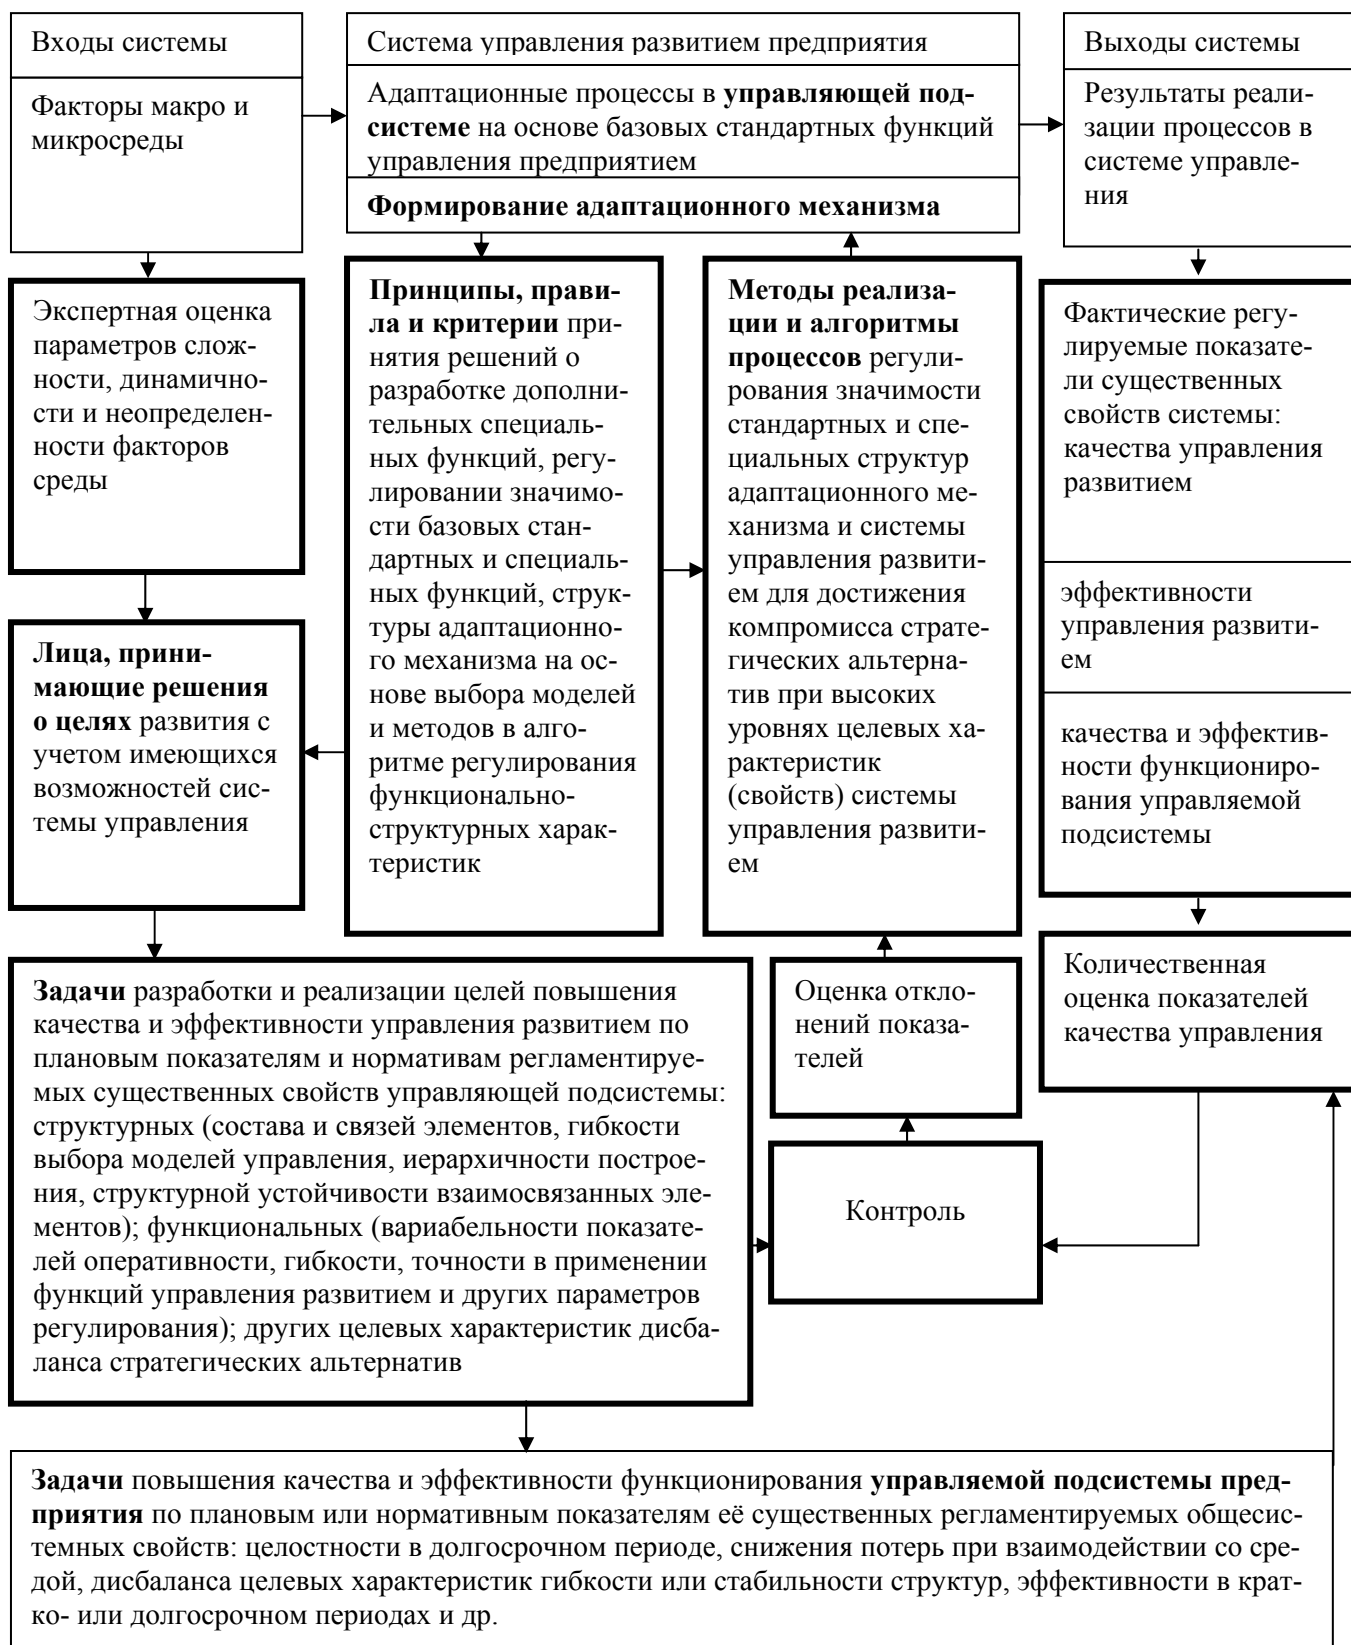 Входы системы
Факторы макро и
микросреды
Система управления развитием предприятия
Адаптационные процессы в управляющей под-
системе на основе базовых стандартных функций
управления предприятием
Формирование адаптационного механизма
Выходы системы
Результаты реали-
зации процессов в
системе управле-
ния
Экспертная оценка
параметров слож-
ности, динамично-
сти и неопределен-
ности факторов
среды
Принципы, прави-
ла и критерии при-
нятия решений о
разработке дополни-
тельных специаль-
ных функций, регу-
лировании значимо-
сти базовых стан-
дартных и специаль-
ных функций, струк-
туры адаптационно-
го механизма на ос-
нове выбора моделей
и методов в алго-
ритме регулирования
функционально-
структурных харак-
теристик
Методы реализа-
ции и алгоритмы
процессов регули-
рования значимости
стандартных и спе-
циальных структур
адаптационного ме-
ханизма и системы
управления развити-
ем для достижения
компромисса страте-
гических альтерна-
тив при высоких
уровнях целевых ха-
рактеристик
(свойств) системы
управления развити-
ем
Фактические регу-
лируемые показате-
ли существенных
свойств системы:
качества управления
развитием
эффективности
управления развити-
ем
качества и эффектив-
ности функциониро-
вания управляемой
подсистемы
Лица, прини-
мающие решения
о целях развития с
учетом имеющихся
возможностей сис-
темы управления
Задачи разработки и реализации целей повышения
качества и эффективности управления развитием по
плановым показателям и нормативам регламентируе-
мых существенных свойств управляющей подсистемы:
структурных (состава и связей элементов, гибкости
выбора моделей управления, иерархичности построе-
ния, структурной устойчивости взаимосвязанных эле-
ментов); функциональных (вариабельности показате-
лей оперативности, гибкости, точности в применении
функций управления развитием и других параметров
регулирования); других целевых характеристик дисба-
ланса стратегических альтернатив
Оценка откло-
нений показа-
телей
Количественная
оценка показателей
качества управления
Контроль
Задачи повышения качества и эффективности функционирования управляемой подсистемы пред-
приятия по плановым или нормативным показателям её существенных регламентируемых общесис-
темных свойств: целостности в долгосрочном периоде, снижения потерь при взаимодействии со сре-
дой, дисбаланса целевых характеристик гибкости или стабильности структур, эффективности в крат-
ко- или долгосрочном периодах и др.